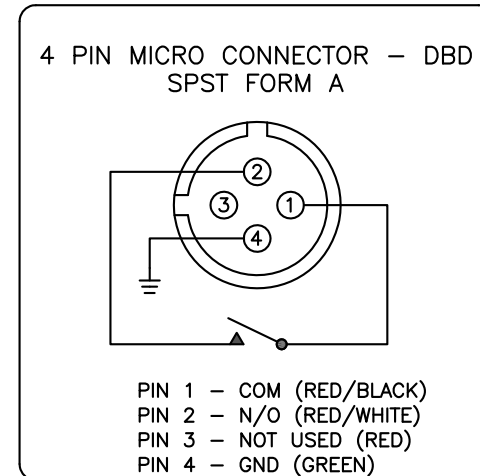 4 PIN MICRO CONNECTOR – DBD
SPST FORM A
2
3 1
4
PIN 1 – COM (RED/BLACK)
PIN 2 – N/O (RED/WHITE)
PIN 3 – NOT USED (RED)
PIN 4 – GND (GREEN)